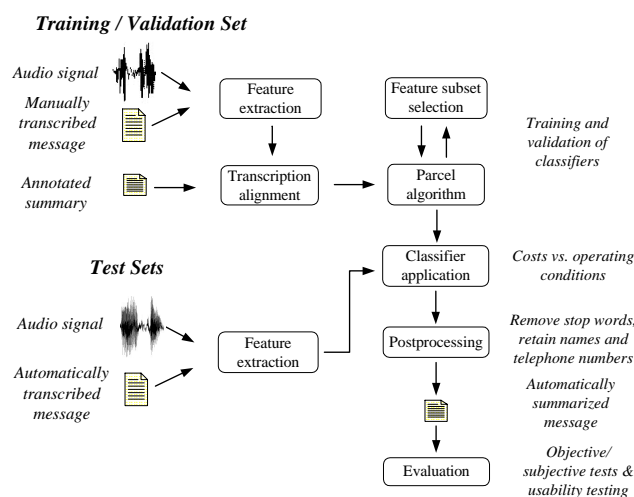 Training / Validation Set
Audio signal
Manually
transcribed
message
Annotated
summary
Feature
extraction
Transcription
alignment
Feature subset
selection
Parcel
algorithm
Training and
validation of
classifiers
Test Sets
Audio signal
Automatically
transcribed
message
Feature
extraction
Classifier
application
Costs vs. operating
conditions
Postprocessing
Remove stop words,
retain names and
telephone numbers
Automatically
summarized
message
Evaluation
Objective/
subjective tests &
usability testing